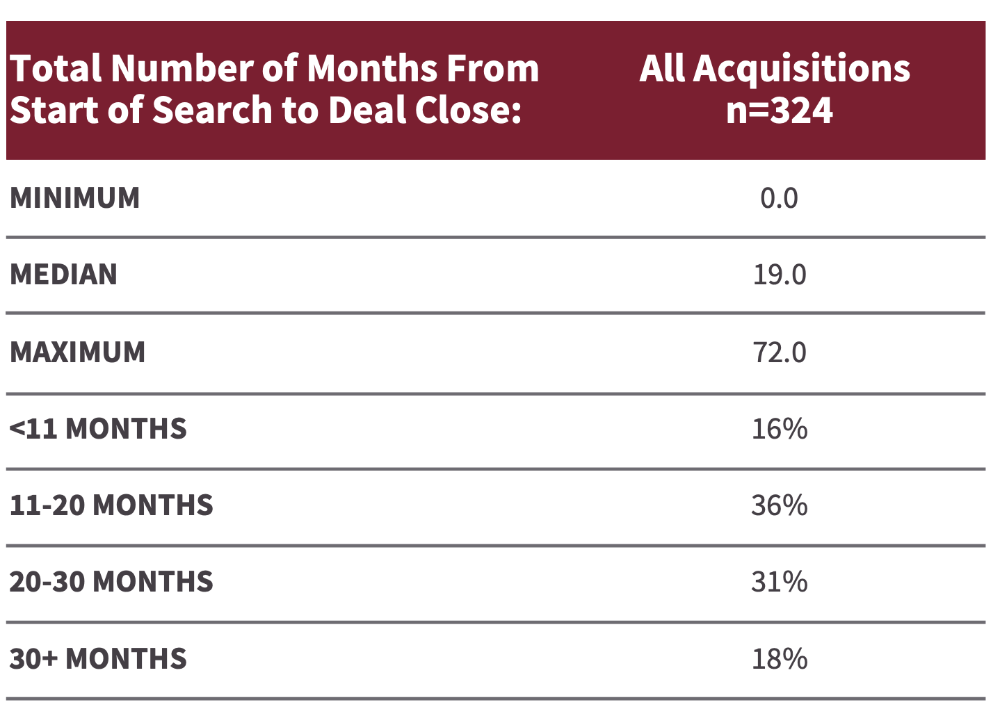 Total Number of Months From
Start of Search to Deal Close:
All Acquisitions
n=324
MINIMUM 0.0
MEDIAN 19.0
MAXIMUM 72.0
<11 MONTHS 16%
11-20 MONTHS 36%
20-30 MONTHS 31%
30+ MONTHS 18%